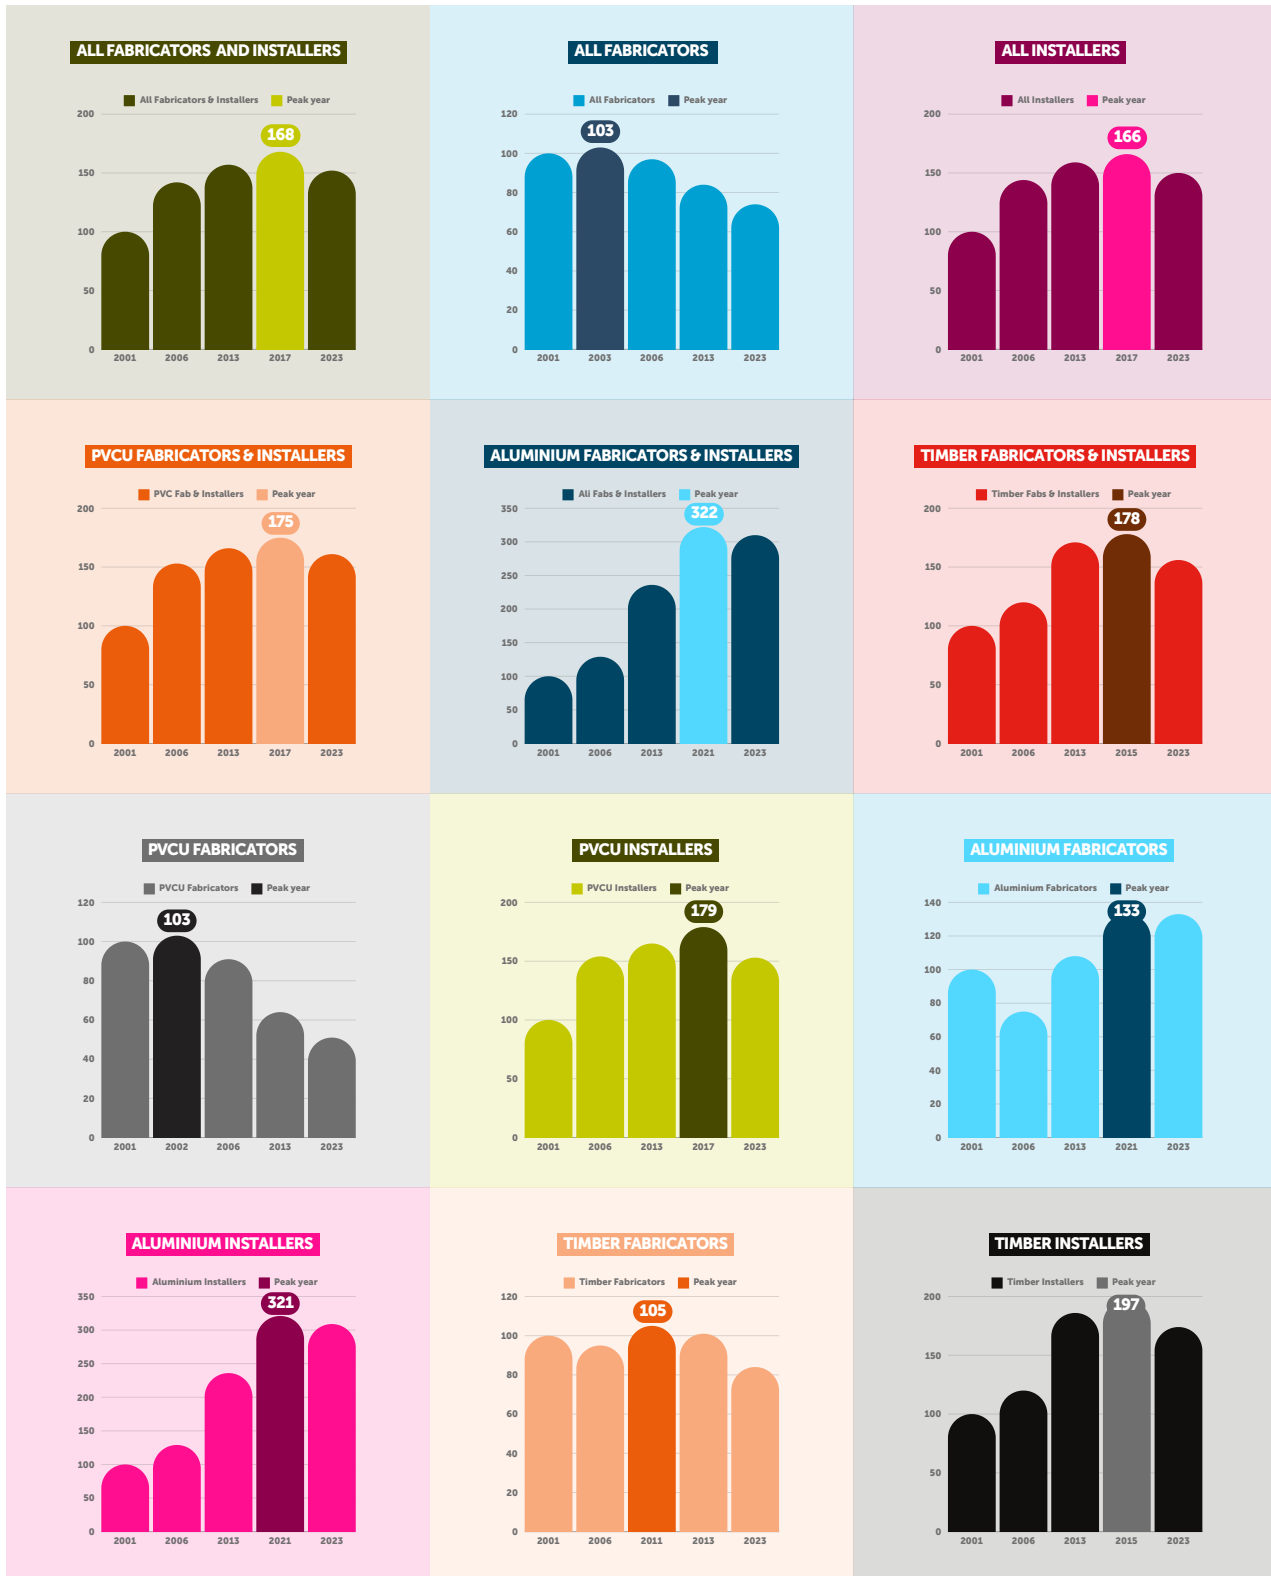 ALL FABRICATORS AND INSTALLERS
All Fabricators & Installers Peak year
200
150
100
50
0
168
2001 2006 2013 2017 2023
ALL FABRICATORS
All Fabricators Peak year
120
100
80
60
40
20
0
103
2001 2003 2006 2013 2023
ALL INSTALLERS
All Installers Peak year
200
150
100
50
0
166
2001 2006 2013 2017 2023
PVCU FABRICATORS & INSTALLERS
PVC Fab & Installers Peak year
200
150
100
50
0
175
2001 2006 2013 2017 2023
ALUMINIUM FABRICATORS & INSTALLERS
Ali Fabs & Installers Peak year
350
300
250
200
150
100
50
0
322
2001 2006 2013 2021 2023
TIMBER FABRICATORS & INSTALLERS
Timber Fabs & Installers Peak year
200
150
100
50
0
178
2001 2006 2013 2015 2023
PVCU FABRICATORS
PVCU Fabricators Peak year
120
100
80
60
40
20
0
103
2001 2002 2006 2013 2023
PVCU INSTALLERS
PVCU Installers Peak year
200
150
100
50
0
179
2001 2006 2013 2017 2023
ALUMINIUM FABRICATORS
Aluminium Fabricators Peak year
140
120
100
80
60
40
20
0
133
2001 2006 2013 2021 2023
ALUMINIUM INSTALLERS
Aluminium Installers Peak year
350
300
250
200
150
100
50
0
321
2001 2006 2013 2021 2023
TIMBER FABRICATORS
Timber Fabricators Peak year
120
100
80
60
40
20
0
105
2001 2006 2011 2013 2023
TIMBER INSTALLERS
Timber Installers Peak year
200
150
100
50
0
197
2001 2006 2013 2015 2023